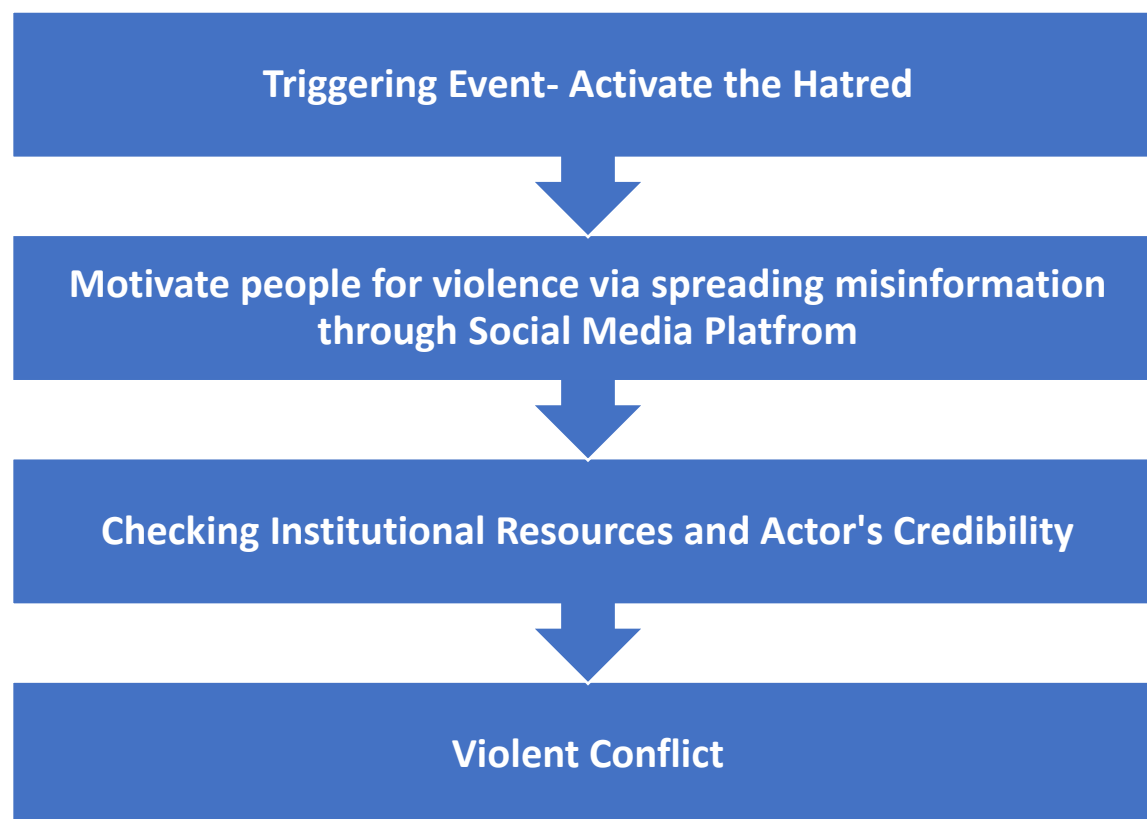 Triggering Event- Activate the Hatred
Motivate people for violence via spreading misinformation
through Social Media Platfrom
Checking Institutional Resources and Actor's Credibility
Violent Conflict